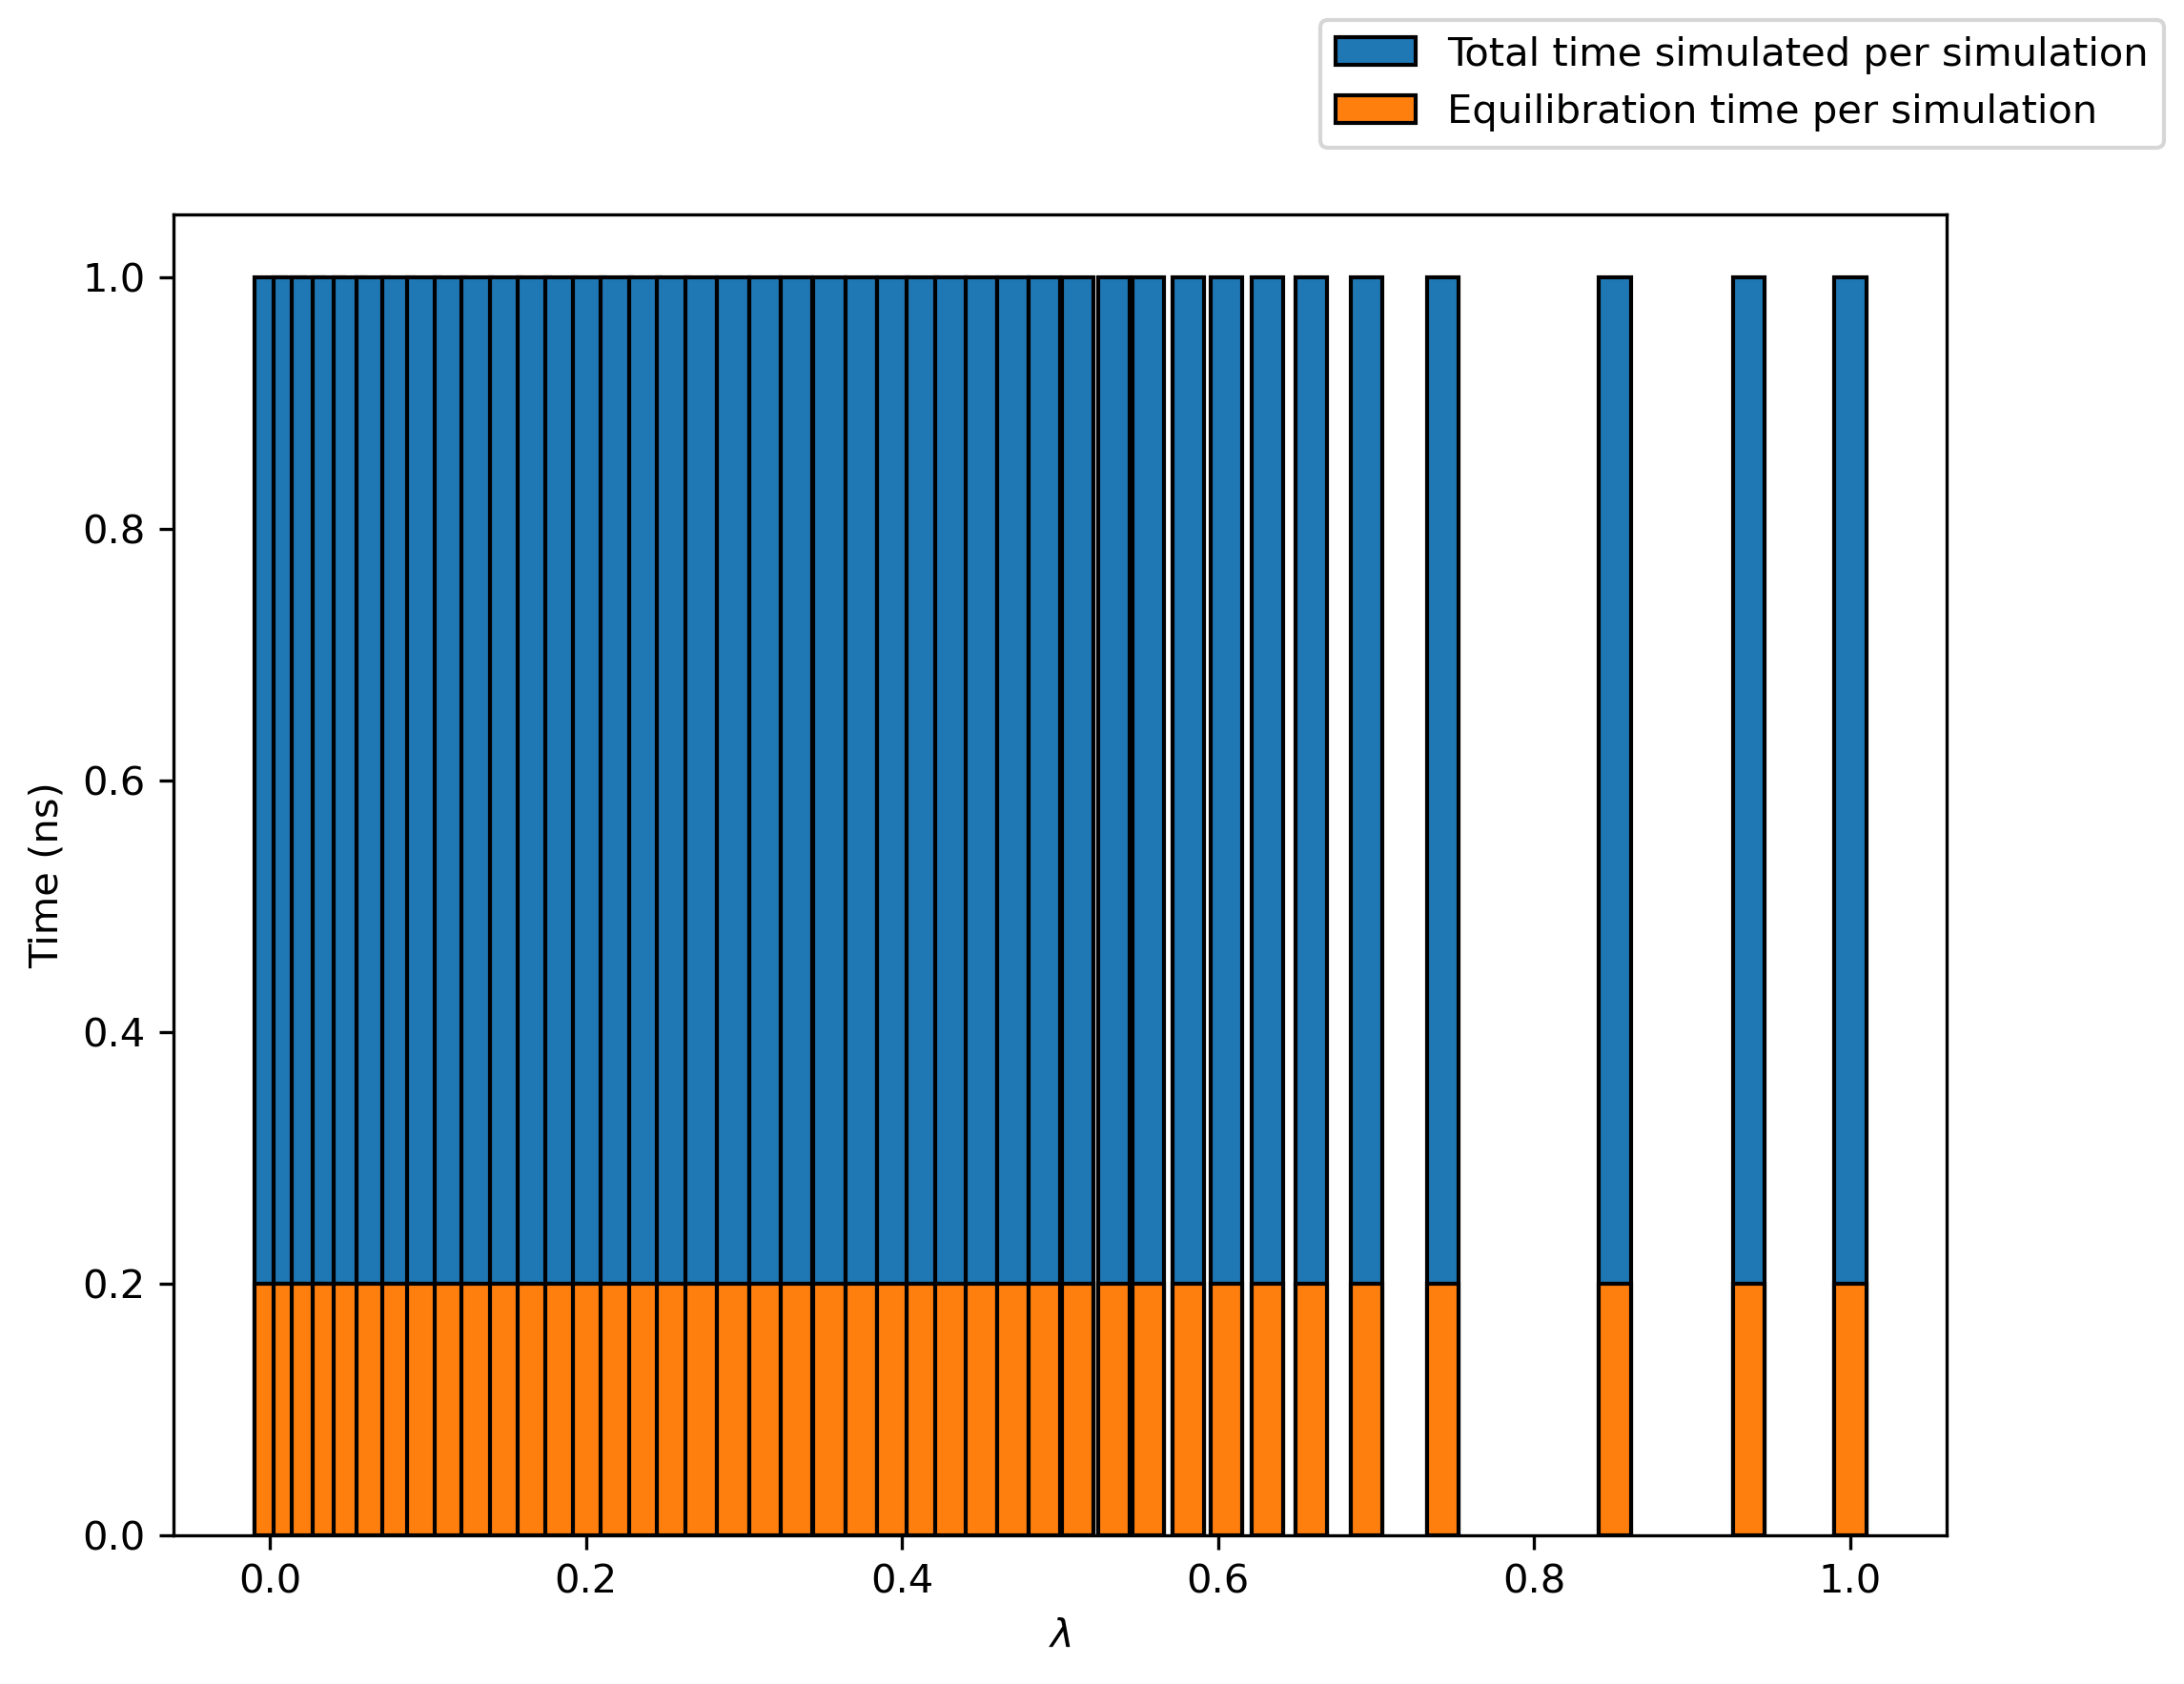 Total time simulated per simulation
Equilibration time per simulation
1.0
0.8
0.6
0.4
0.2
0.0
Time (ns)
0.0 0.2 0.4 0.6 0.8 1.0
λ